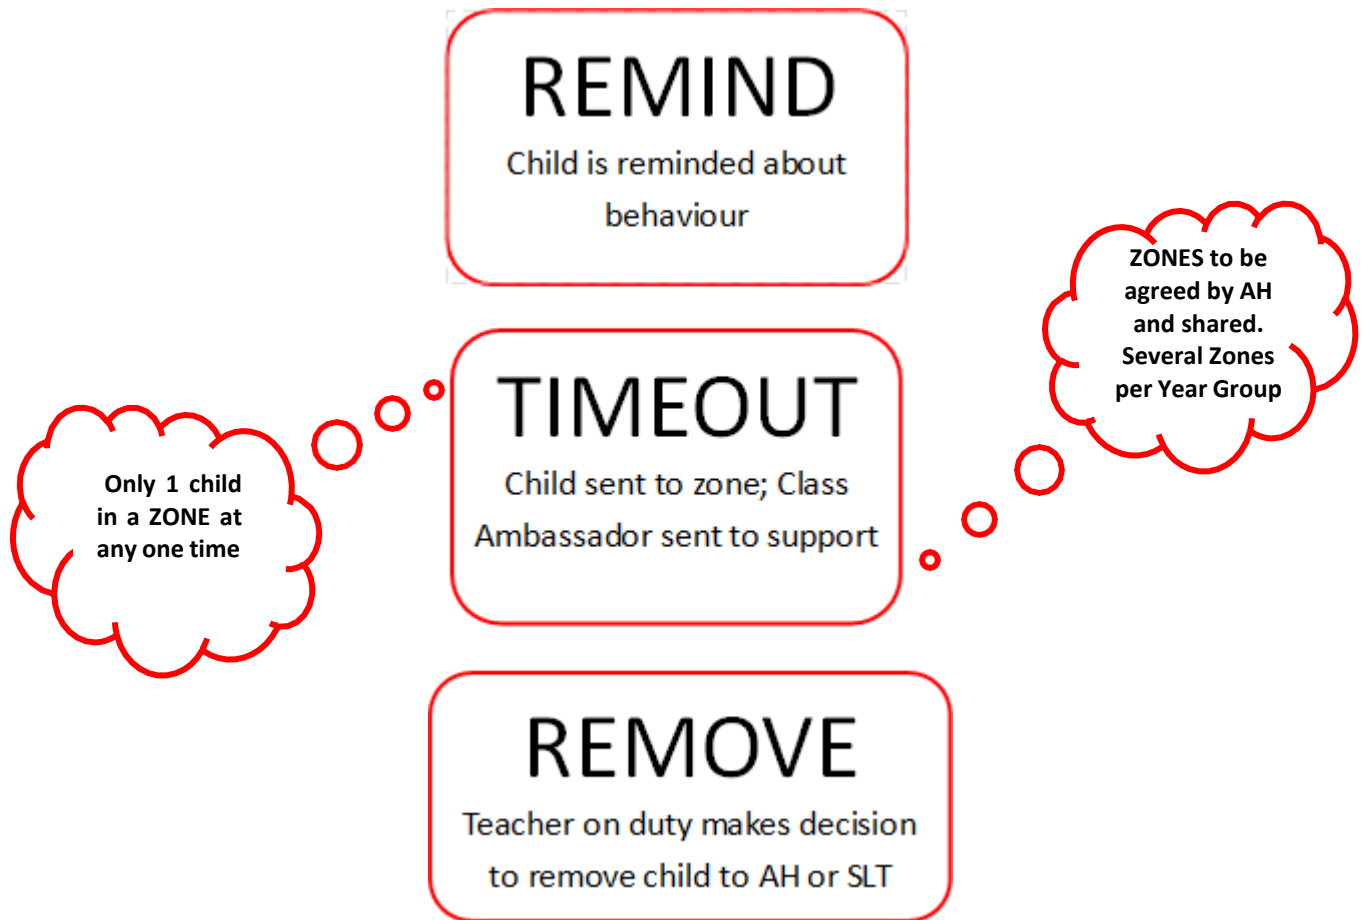 REMIND
Child is reminded about
behaviour
ZONES to be
agreed by AH
and shared.
Several Zones
per Year Group
TIMEOUT
Child sent to zone; Class
Ambassador sent to support
Only 1 child
in a ZONE at
any one time
REMOVE
Teacher on duty makes decision
to remove child to AH or SLT